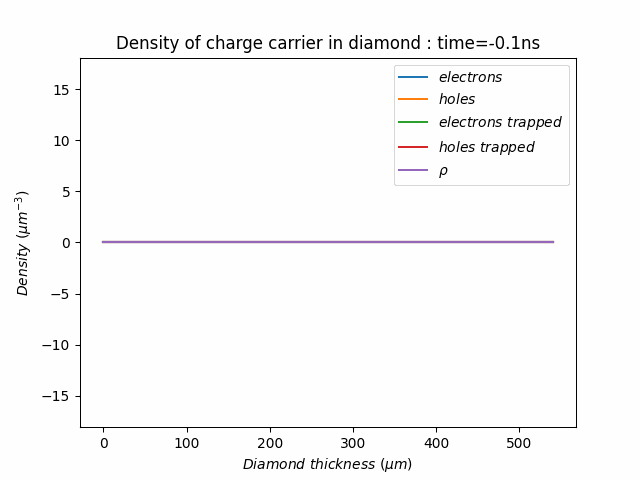 Density of charge carrier in diamond : time=-0.1ns
electrons
holes
electrons trapped
holes trapped
ρ
15
10
5
0
−5
−10
−15
Density (μm⁻³)
0 100 200 300 400 500
Diamond thickness (μm)